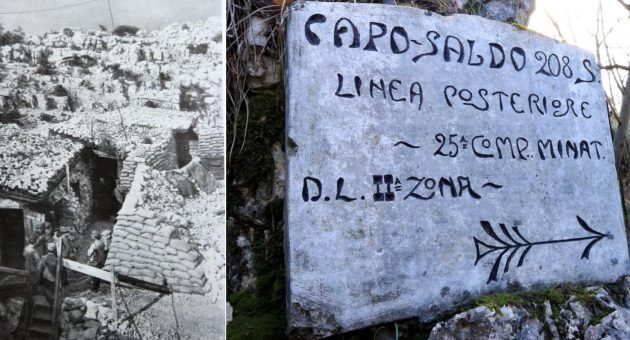 CAPO-SALDO 208 S.
LINEA POSTERIORE
~ 25ª COMP. MINAT.
D.L. IIª ZONA ~